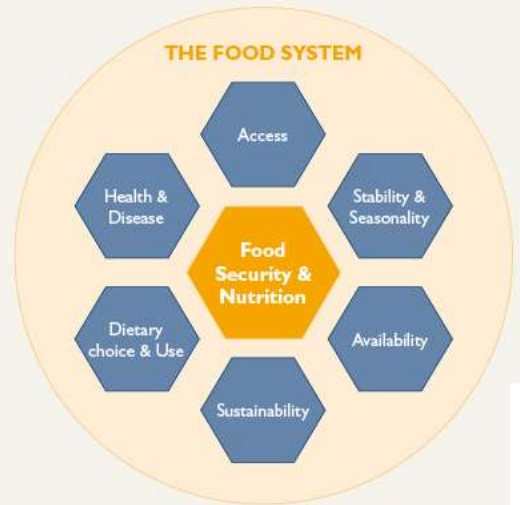 THE FOOD SYSTEM
Access
Health &
Disease
Stability &
Seasonality
Food
Security &
Nutrition
Dietary
choice & Use
Availability
Sustainability